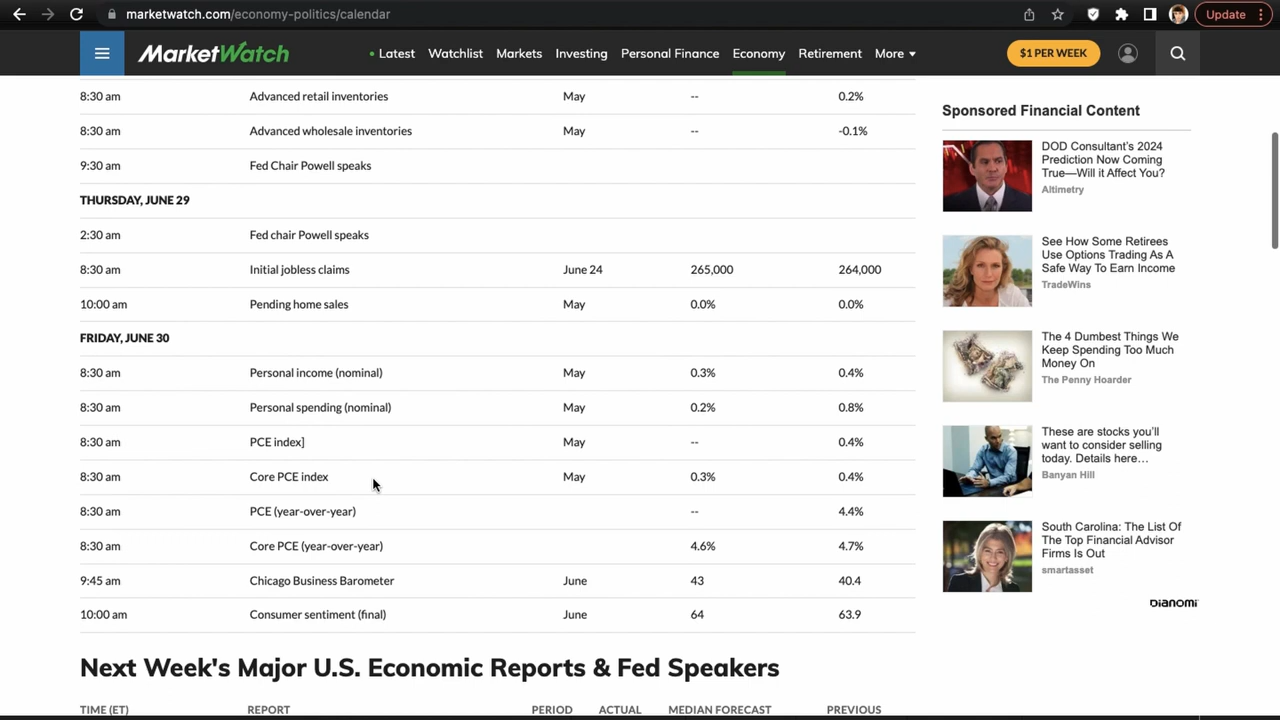 marketwatch.com/economy-politics/calendar
Update
MarketWatch
Latest Watchlist Markets Investing Personal Finance Economy Retirement More
$1 PER WEEK
8:30 am Advanced retail inventories May -- 0.2%
8:30 am Advanced wholesale inventories May -- -0.1%
9:30 am Fed Chair Powell speaks
THURSDAY, JUNE 29
2:30 am Fed chair Powell speaks
8:30 am Initial jobless claims June 24 265,000 264,000
10:00 am Pending home sales May 0.0% 0.0%
FRIDAY, JUNE 30
8:30 am Personal income (nominal) May 0.3% 0.4%
8:30 am Personal spending (nominal) May 0.2% 0.8%
8:30 am PCE index] May -- 0.4%
8:30 am Core PCE index May 0.3% 0.4%
8:30 am PCE (year-over-year) -- 4.4%
8:30 am Core PCE (year-over-year) 4.6% 4.7%
9:45 am Chicago Business Barometer June 43 40.4
10:00 am Consumer sentiment (final) June 64 63.9
Next Week's Major U.S. Economic Reports & Fed Speakers
TIME (ET) REPORT PERIOD ACTUAL MEDIAN FORECAST PREVIOUS
Sponsored Financial Content
DOD Consultant's 2024
Prediction Now Coming
True—Will it Affect You?
Altimetry
See How Some Retirees
Use Options Trading As A
Safe Way To Earn Income
TradeWins
The 4 Dumbest Things We
Keep Spending Too Much
Money On
The Penny Hoarder
These are stocks you'll
want to consider selling
today. Details here…
Banyan Hill
South Carolina: The List Of
The Top Financial Advisor
Firms Is Out
smartasset
DIANOMI